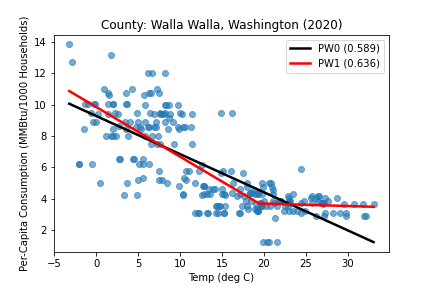 County: Walla Walla, Washington (2020)
PW0 (0.589)
PW1 (0.636)
Per-Capita Consumption (MMBtu/1000 Households)
14
12
10
8
6
4
2
−5 0 5 10 15 20 25 30
Temp (deg C)